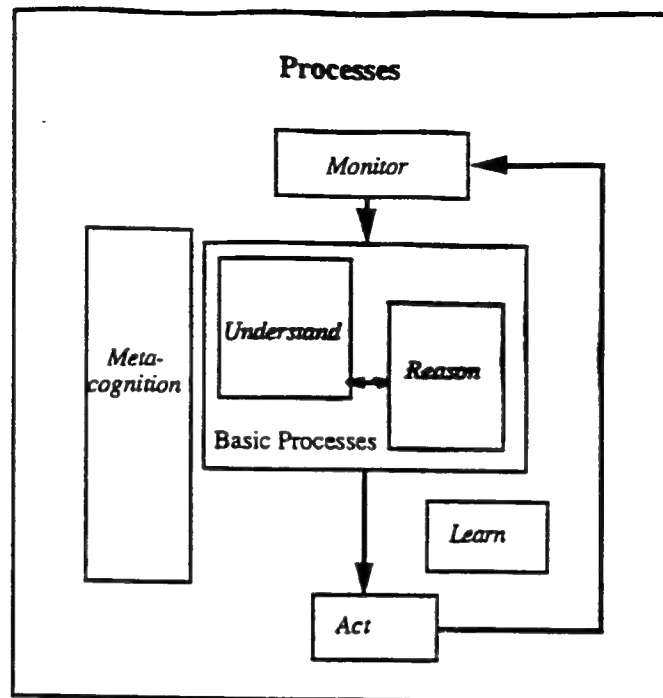 Processes
Monitor
Understand
Meta-
cognition
Reason
Basic Processes
Learn
Act